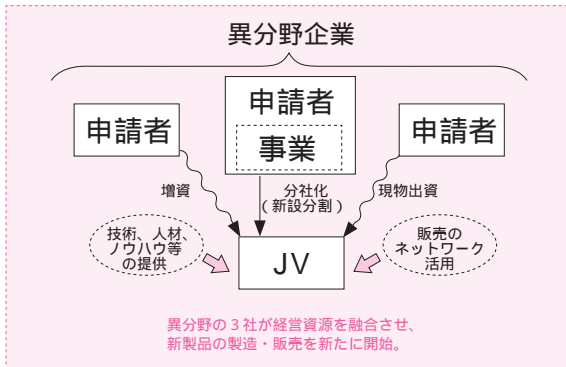 異分野企業
申請者
申請者
事業
申請者
増資
分社化
（新設分割）
現物出資
技術、人材、
ノウハウ等
の提供
JV
販売の
ネットワーク
活用
異分野の３社が経営資源を融合させ、
新製品の製造・販売を新たに開始。